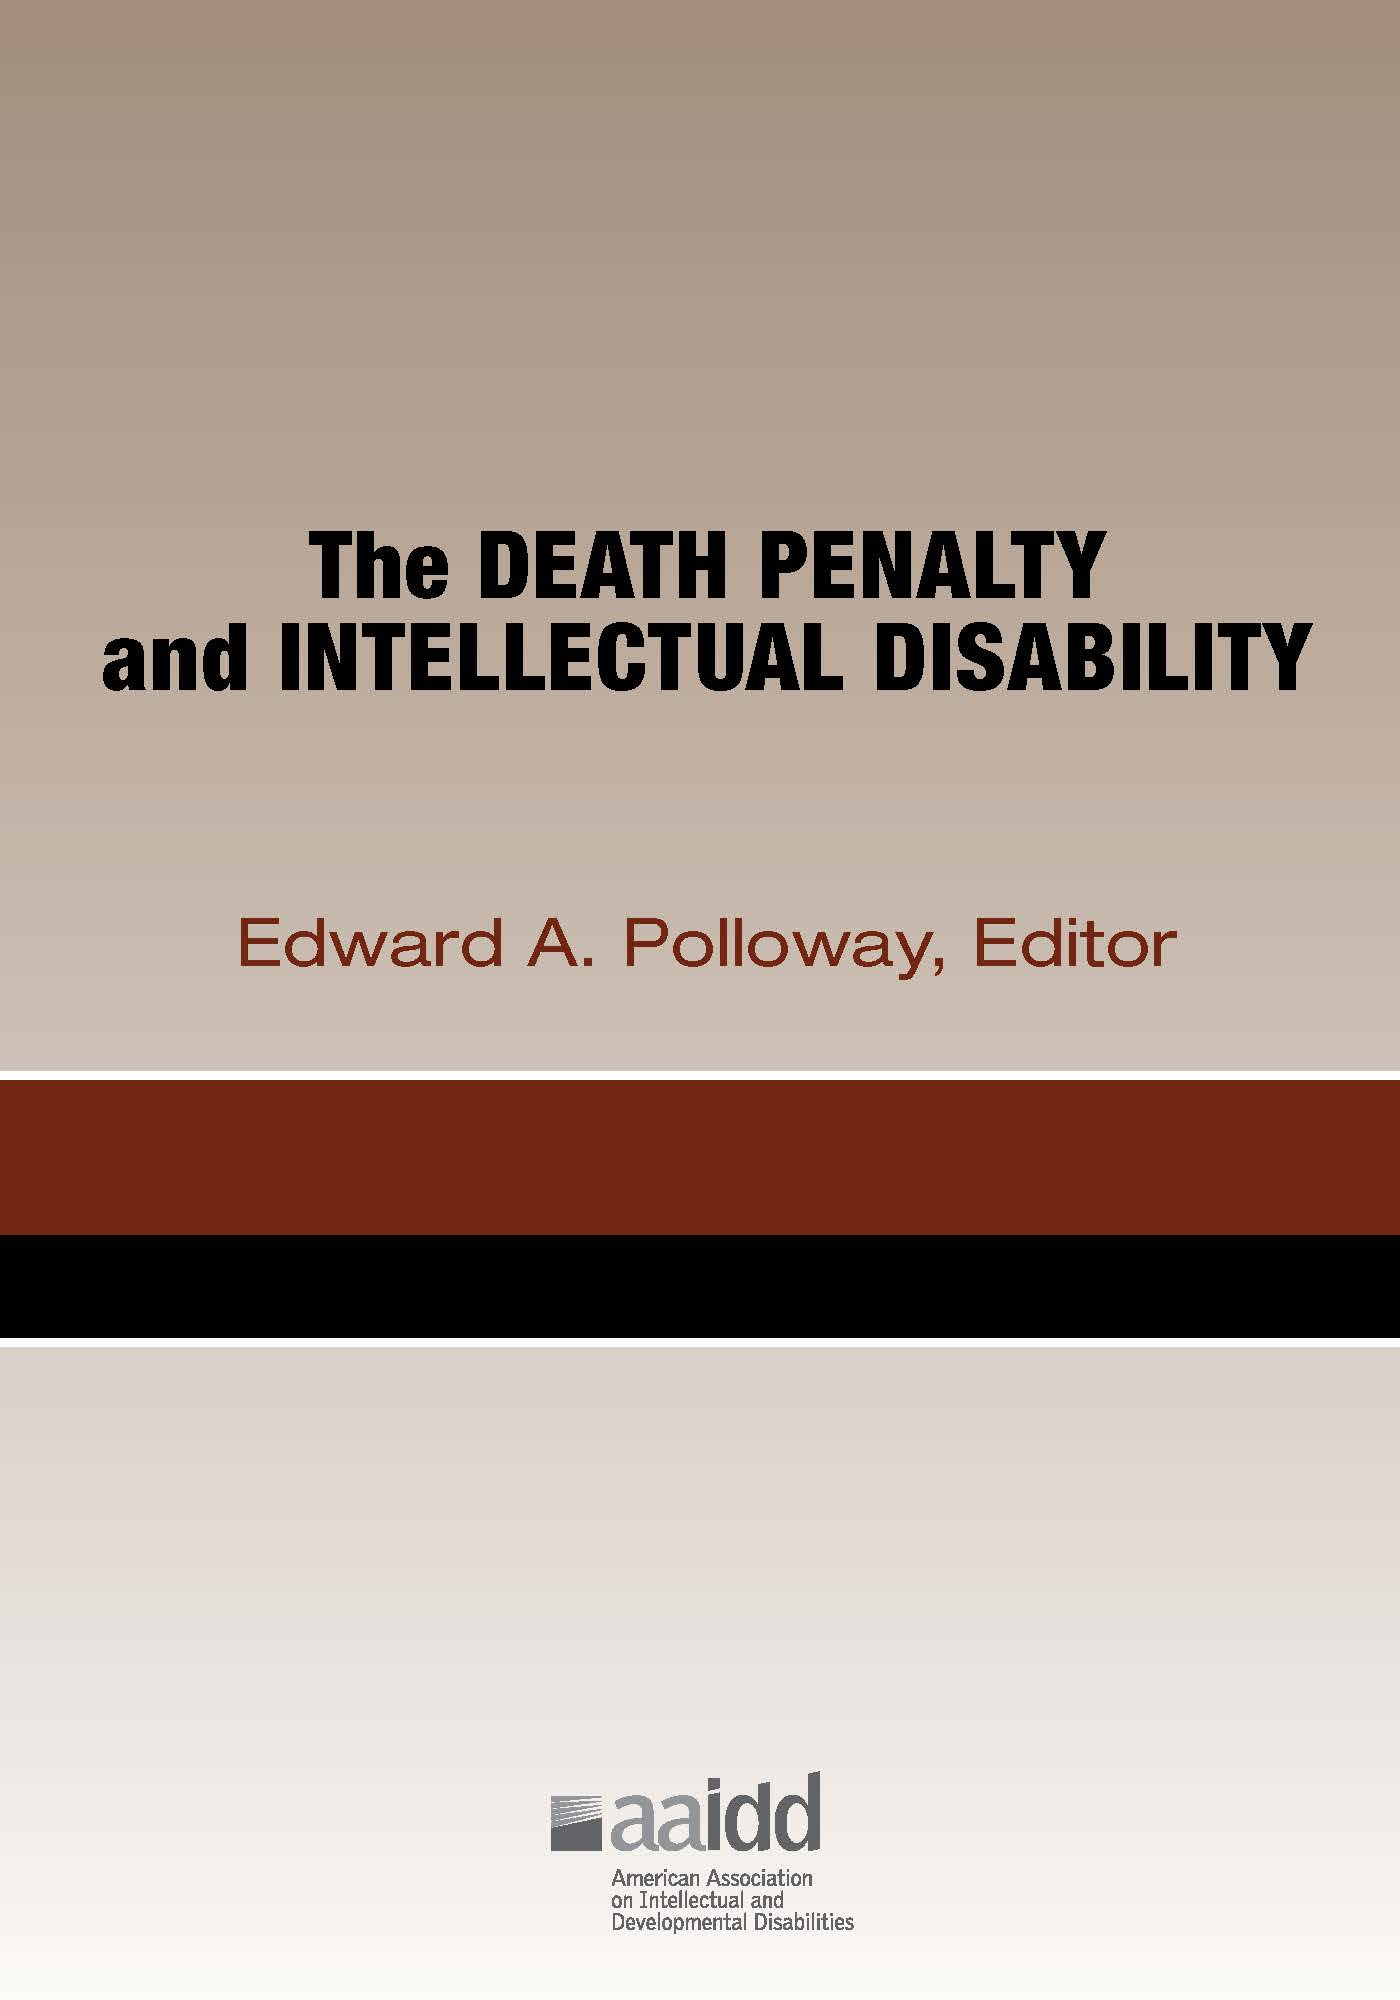 The DEATH PENALTY
and INTELLECTUAL DISABILITY
Edward A. Polloway, Editor
aaidd
American Association
on Intellectual and
Developmental Disabilities